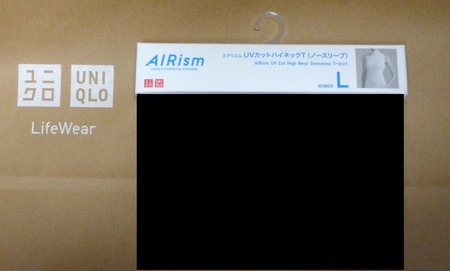 ユニ
クロ
UNI
QLO
LifeWear
AIRism
エアリズム UVカットハイネックT(ノースリーブ)
AIRism UV Cut High Neck Sleeveless T-shirt
WOMEN L